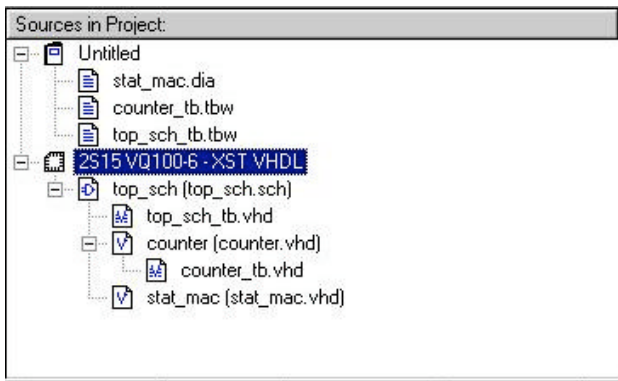 Sources in Project:
Untitled
stat_mac.dia
counter_tb.tbw
top_sch_tb.tbw
2S15 VQ100-6 - XST VHDL
top_sch (top_sch.sch)
top_sch_tb.vhd
counter (counter.vhd)
counter_tb.vhd
stat_mac (stat_mac.vhd)